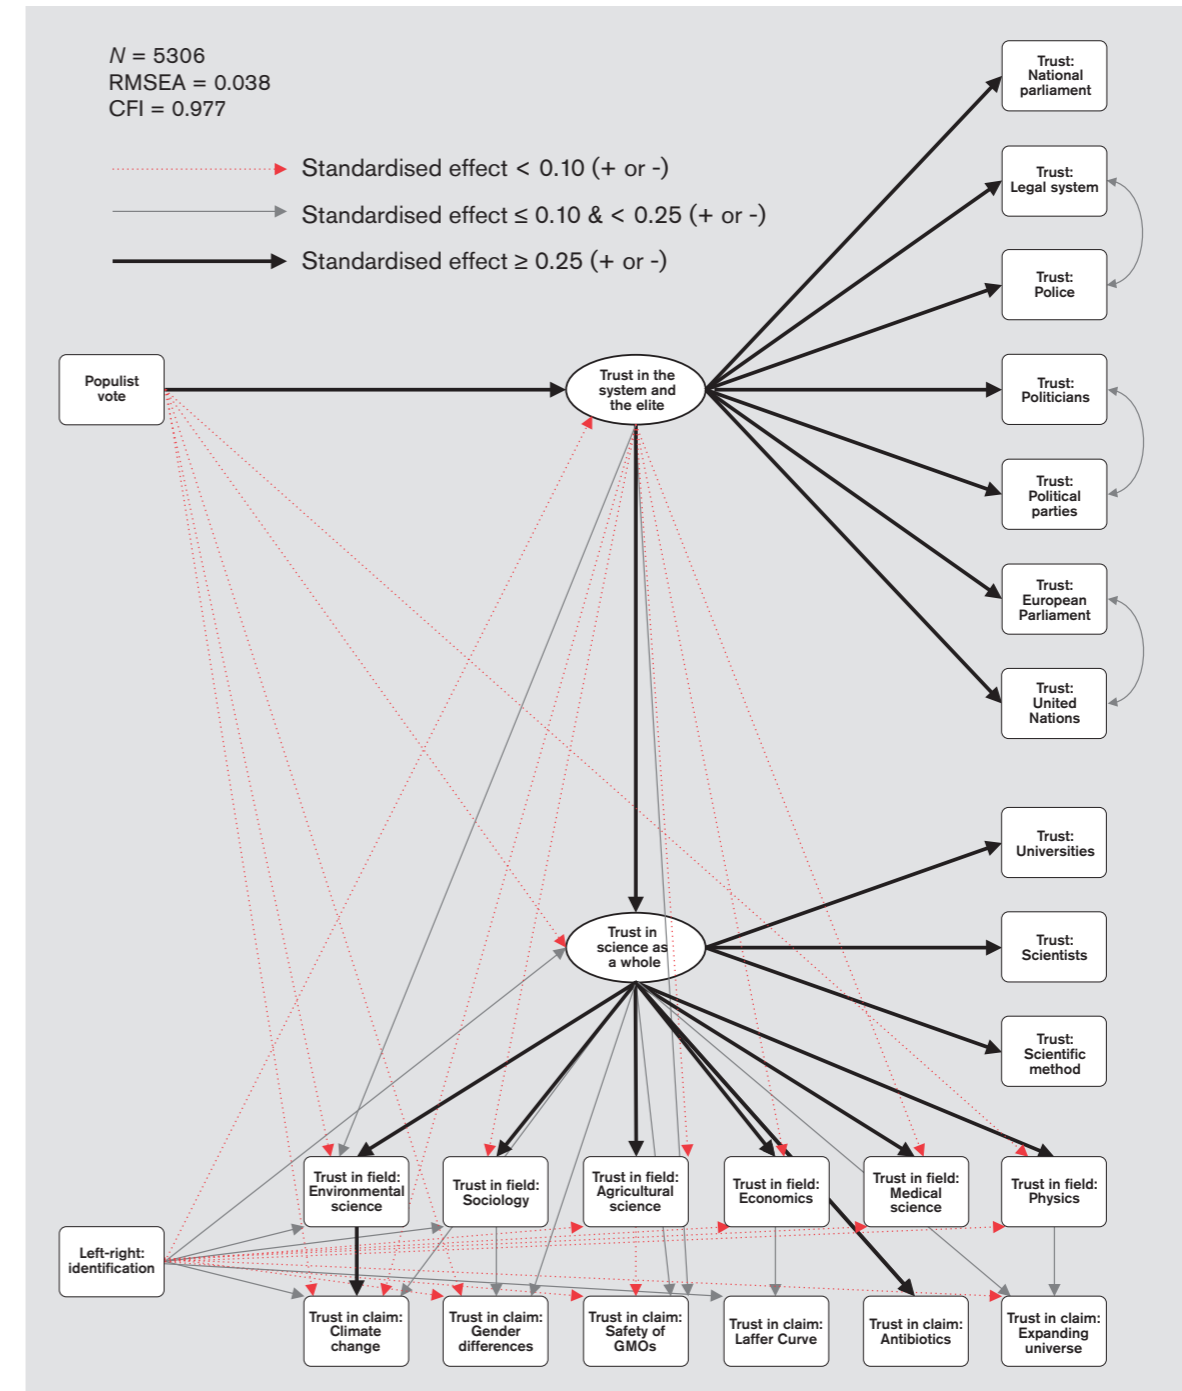 N = 5306
RMSEA = 0.038
CFI = 0.977
Standardised effect < 0.10 (+ or -)
Standardised effect ≤ 0.10 & < 0.25 (+ or -)
Standardised effect ≥ 0.25 (+ or -)
Trust:
National
parliament
Trust:
Legal system
Trust:
Police
Populist
vote
Trust in the
system and
the elite
Trust:
Politicians
Trust:
Political
parties
Trust:
European
Parliament
Trust:
United
Nations
Trust:
Universities
Trust in
science as
a whole
Trust:
Scientists
Trust:
Scientific
method
Trust in field:
Environmental
science
Trust in field:
Sociology
Trust in field:
Agricultural
science
Trust in field:
Economics
Trust in field:
Medical
science
Trust in field:
Physics
Left-right:
identification
Trust in claim:
Climate
change
Trust in claim:
Gender
differences
Trust in claim:
Safety of
GMOs
Trust in claim:
Laffer Curve
Trust in claim:
Antibiotics
Trust in claim:
Expanding
universe